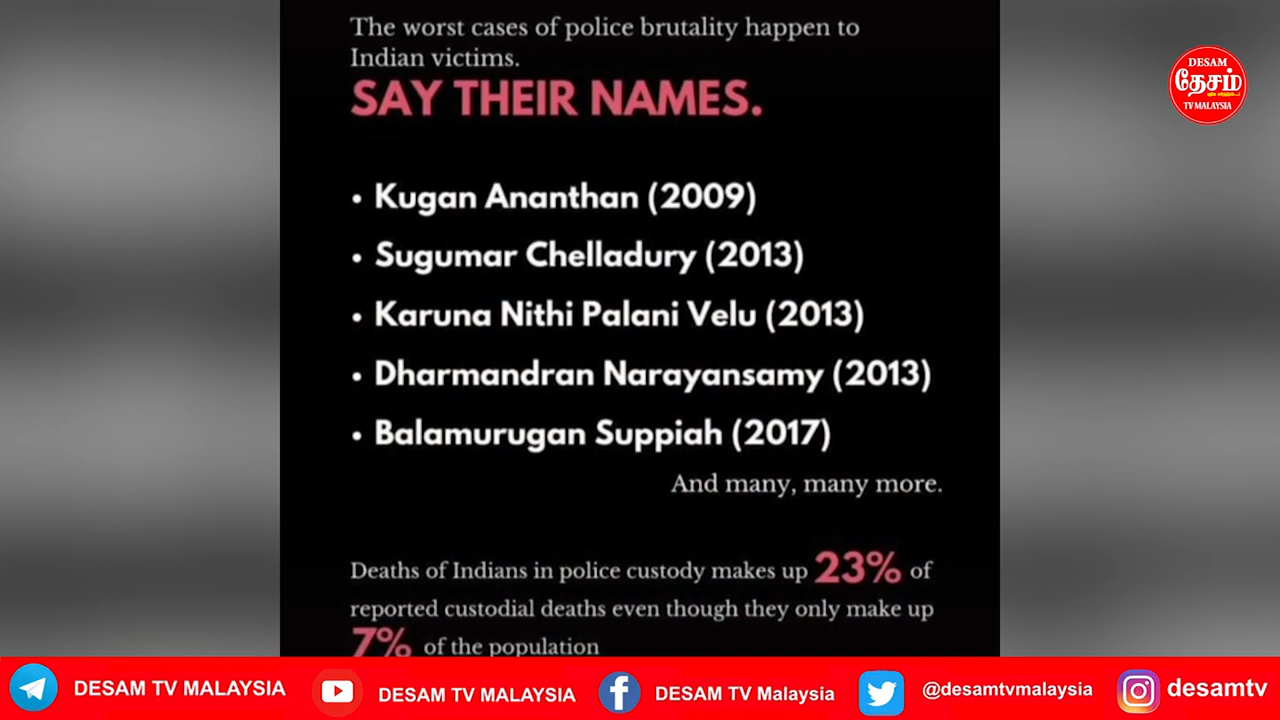 The worst cases of police brutality happen to
Indian victims.
SAY THEIR NAMES.
• Kugan Ananthan (2009)
• Sugumar Chelladury (2013)
• Karuna Nithi Palani Velu (2013)
• Dharmandran Narayansamy (2013)
• Balamurugan Suppiah (2017)
And many, many more.
Deaths of Indians in police custody makes up 23% of
reported custodial deaths even though they only make up
7% of the population
DESAM
தேசம்
TV MALAYSIA
DESAM TV MALAYSIA
DESAM TV MALAYSIA
DESAM TV Malaysia
@desamtvmalaysia
desamtv